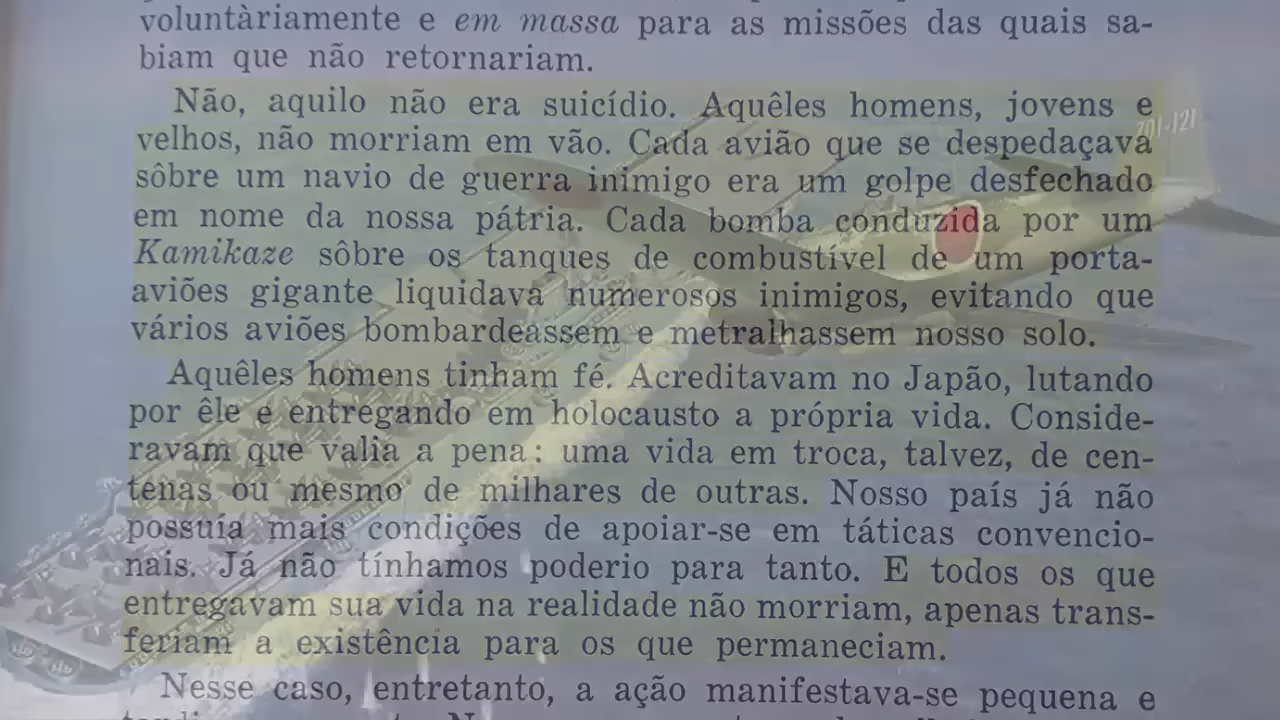 voluntàriamente e em massa para as missões das quais sa-
biam que não retornariam.
Não, aquilo não era suicídio. Aquêles homens, jovens e
velhos, não morriam em vão. Cada avião que se despedaçava
sôbre um navio de guerra inimigo era um golpe desfechado
em nome da nossa pátria. Cada bomba conduzida por um
Kamikaze sôbre os tanques de combustível de um porta-
aviões gigante liquidava numerosos inimigos, evitando que
vários aviões bombardeassem e metralhassem nosso solo.
Aquêles homens tinham fé. Acreditavam no Japão, lutando
por êle e entregando em holocausto a própria vida. Conside-
ravam que valia a pena: uma vida em troca, talvez, de cen-
tenas ou mesmo de milhares de outras. Nosso país já não
possuía mais condições de apoiar-se em táticas convencio-
nais. Já não tínhamos poderio para tanto. E todos os que
entregavam sua vida na realidade não morriam, apenas trans-
feriam a existência para os que permaneciam.
Nesse caso, entretanto, a ação manifestava-se pequena e
701-121